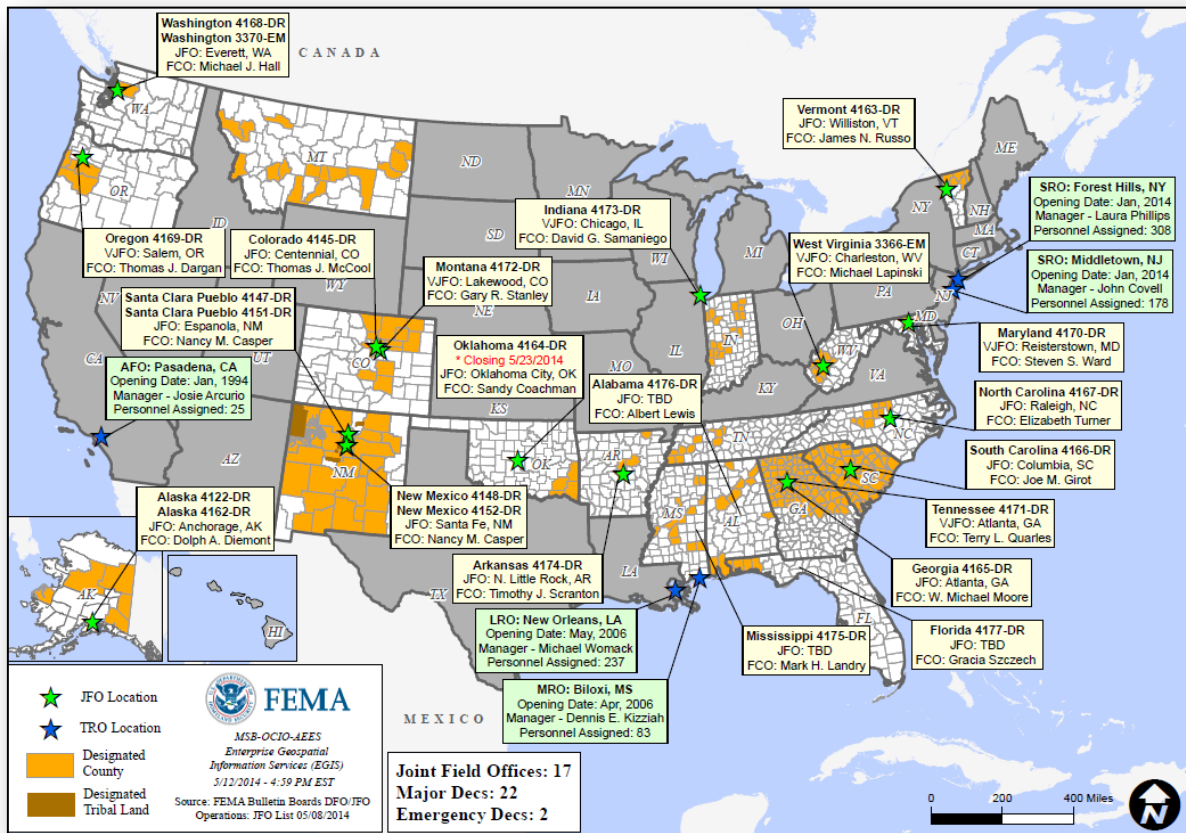 Washington 4168-DR
Washington 3370-EM
JFO: Everett, WA
FCO: Michael J. Hall
CANADA
Vermont 4163-DR
JFO: Williston, VT
FCO: James N. Russo
WA
MT
ND
MN
ME
OR
ID
SD
WI
MI
NY
NH
MA
CT
SRO: Forest Hills, NY
Opening Date: Jan, 2014
Manager - Laura Phillips
Personnel Assigned: 308
Indiana 4173-DR
VJFO: Chicago, IL
FCO: David G. Samaniego
West Virginia 3366-EM
VJFO: Charleston, WV
FCO: Michael Lapinski
Oregon 4169-DR
VJFO: Salem, OR
FCO: Thomas J. Dargan
Colorado 4145-DR
JFO: Centennial, CO
FCO: Thomas J. McCool
Montana 4172-DR
VJFO: Lakewood, CO
FCO: Gary R. Stanley
SRO: Middletown, NJ
Opening Date: Jan, 2014
Manager - John Covell
Personnel Assigned: 178
WY
NV
NE
IA
PA
NJ
Santa Clara Pueblo 4147-DR
Santa Clara Pueblo 4151-DR
JFO: Espanola, NM
FCO: Nancy M. Casper
CA
UT
CO
IL
IN
OH
MD
WV
VA
Maryland 4170-DR
VJFO: Reisterstown, MD
FCO: Steven S. Ward
Oklahoma 4164-DR
* Closing 5/23/2014
JFO: Oklahoma City, OK
FCO: Sandy Coachman
MO
KS
KY
AFO: Pasadena, CA
Opening Date: Jan, 1994
Manager - Josie Arcurio
Personnel Assigned: 25
Alabama 4176-DR
JFO: TBD
FCO: Albert Lewis
North Carolina 4167-DR
JFO: Raleigh, NC
FCO: Elizabeth Turner
AZ
NM
OK
AR
TN
NC
South Carolina 4166-DR
JFO: Columbia, SC
FCO: Joe M. Girot
SC
Alaska 4122-DR
Alaska 4162-DR
JFO: Anchorage, AK
FCO: Dolph A. Diemont
New Mexico 4148-DR
New Mexico 4152-DR
JFO: Santa Fe, NM
FCO: Nancy M. Casper
MS
AL
GA
Tennessee 4171-DR
VJFO: Atlanta, GA
FCO: Terry L. Quarles
Arkansas 4174-DR
JFO: N. Little Rock, AR
FCO: Timothy J. Scranton
LA
TX
Georgia 4165-DR
JFO: Atlanta, GA
FCO: W. Michael Moore
AK
HI
LRO: New Orleans, LA
Opening Date: May, 2006
Manager - Michael Womack
Personnel Assigned: 237
Mississippi 4175-DR
JFO: TBD
FCO: Mark H. Landry
FL
Florida 4177-DR
JFO: TBD
FCO: Gracia Szczech
MRO: Biloxi, MS
Opening Date: Apr, 2006
Manager - Dennis E. Kizziah
Personnel Assigned: 83
MEXICO
JFO Location
TRO Location
Designated
County
Designated
Tribal Land
FEMA
MSB-OCIO-AEES
Enterprise Geospatial
Information Services (EGIS)
5/12/2014 - 4:59 PM EST
Source: FEMA Bulletin Boards DFO/JFO
Operations: JFO List 05/08/2014
Joint Field Offices: 17
Major Decs: 22
Emergency Decs: 2
0 200 400 Miles
N